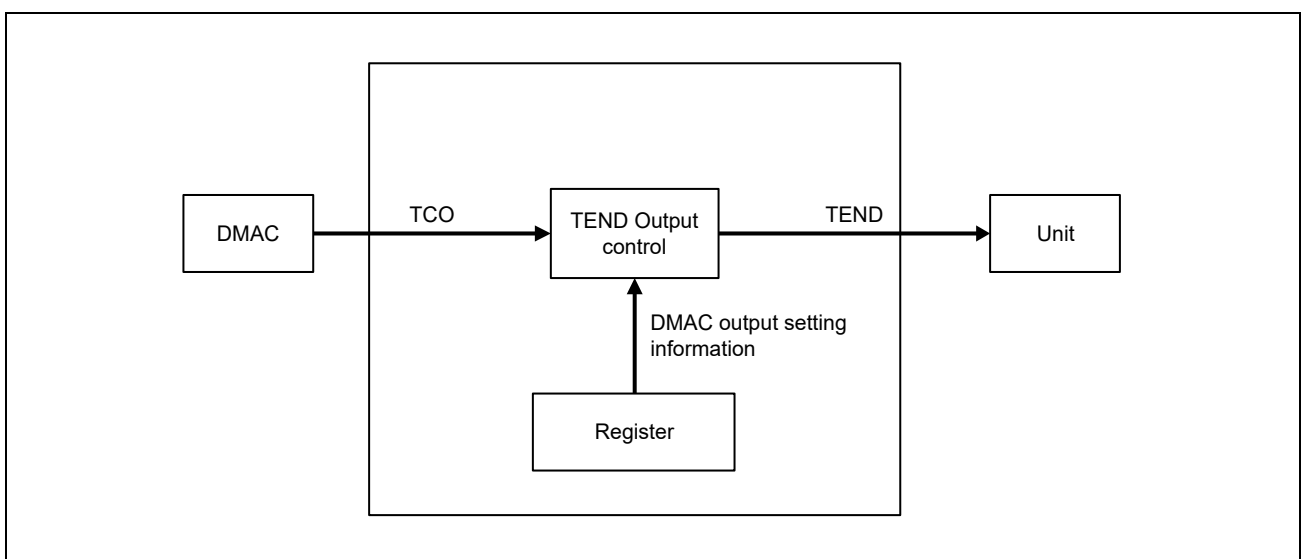 DMAC
TCO
TEND Output
control
TEND
Unit
DMAC output setting
information
Register